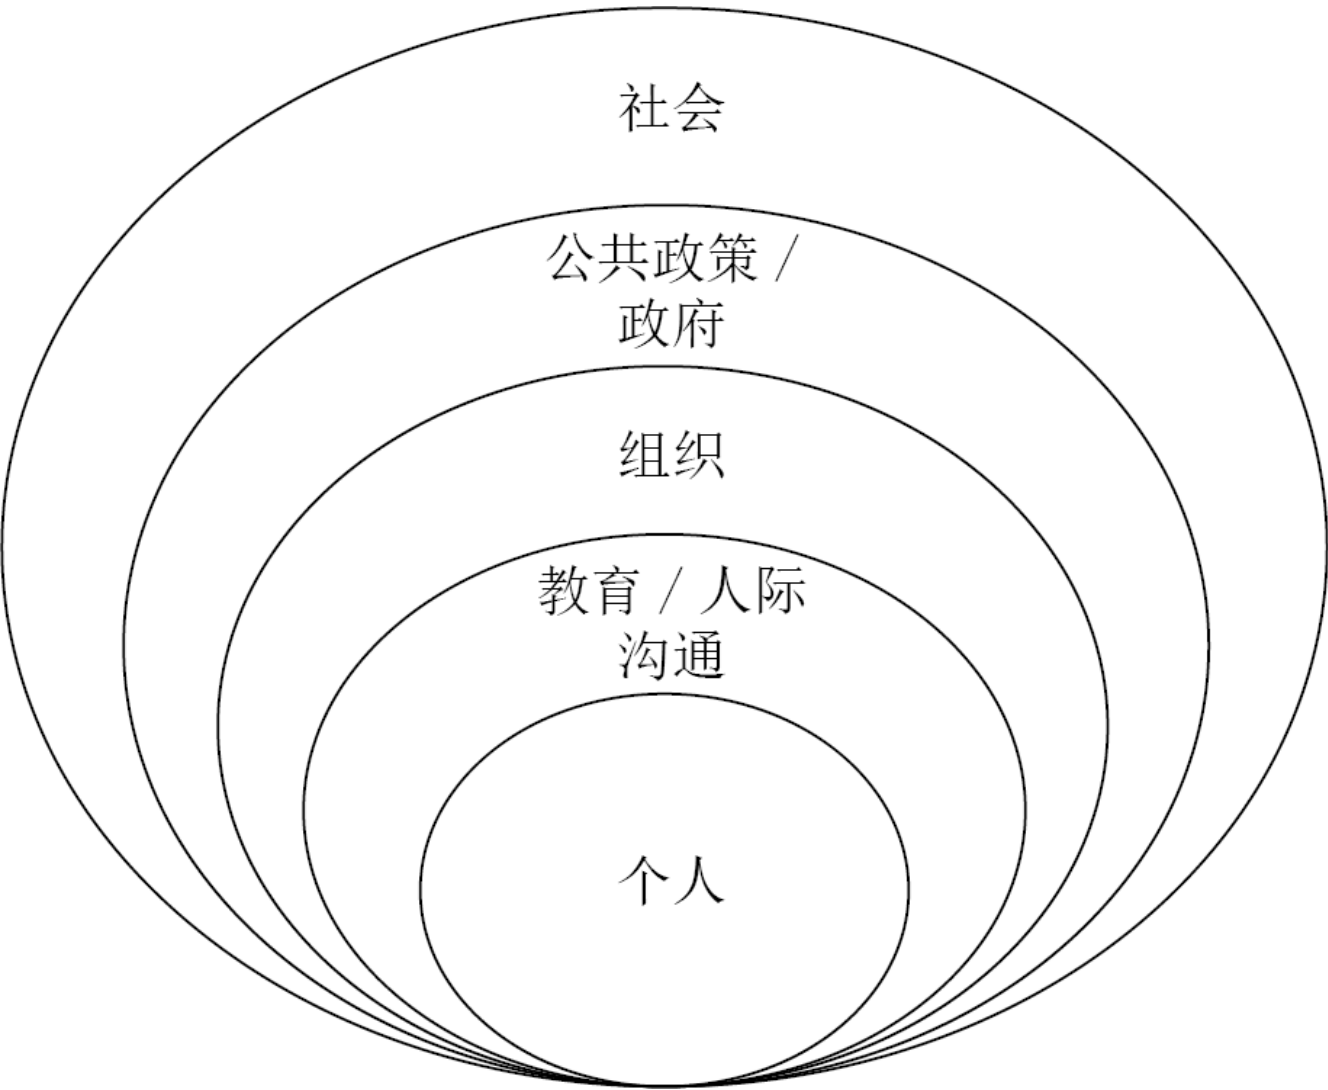 社会
公共政策 /
政府
组织
教育 / 人际
沟通
个人